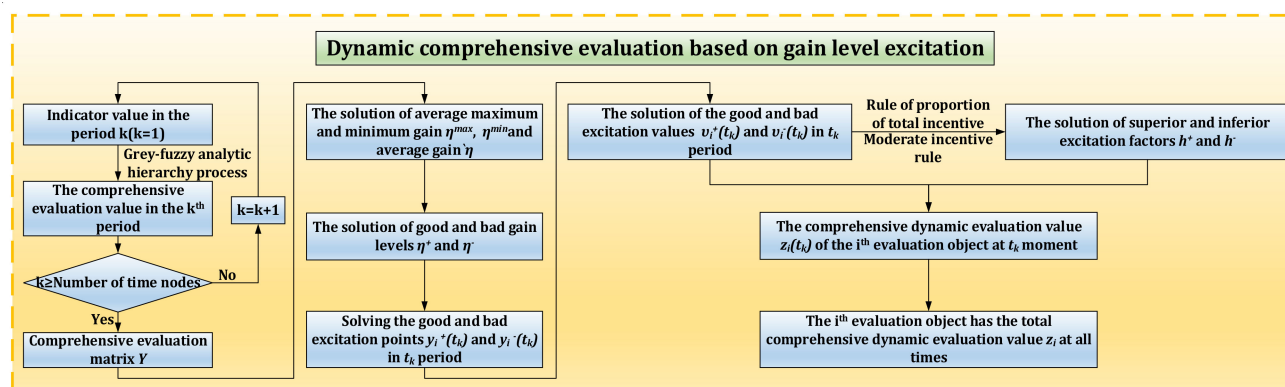 Dynamic comprehensive evaluation based on gain level excitation
Indicator value in the
period k(k=1)
Grey-fuzzy analytic
hierarchy process
The comprehensive
evaluation value in the kᵗʰ
period
k=k+1
k≥Number of time nodes
No
Yes
Comprehensive evaluation
matrix Y
The solution of average maximum
and minimum gain ηᵐᵃˣ, ηᵐⁱⁿ and
average gain `η
The solution of good and bad gain
levels η⁺ and η⁻
Solving the good and bad
excitation points yᵢ⁺(tₖ) and yᵢ⁻(tₖ)
in tₖ period
The solution of the good and bad
excitation values υᵢ⁺(tₖ) and υᵢ⁻(tₖ) in tₖ
period
Rule of proportion
of total incentive
Moderate incentive
rule
The solution of superior and inferior
excitation factors h⁺ and h⁻
The comprehensive dynamic evaluation value
zᵢ(tₖ) of the iᵗʰ evaluation object at tₖ moment
The iᵗʰ evaluation object has the total
comprehensive dynamic evaluation value zᵢ at all
times